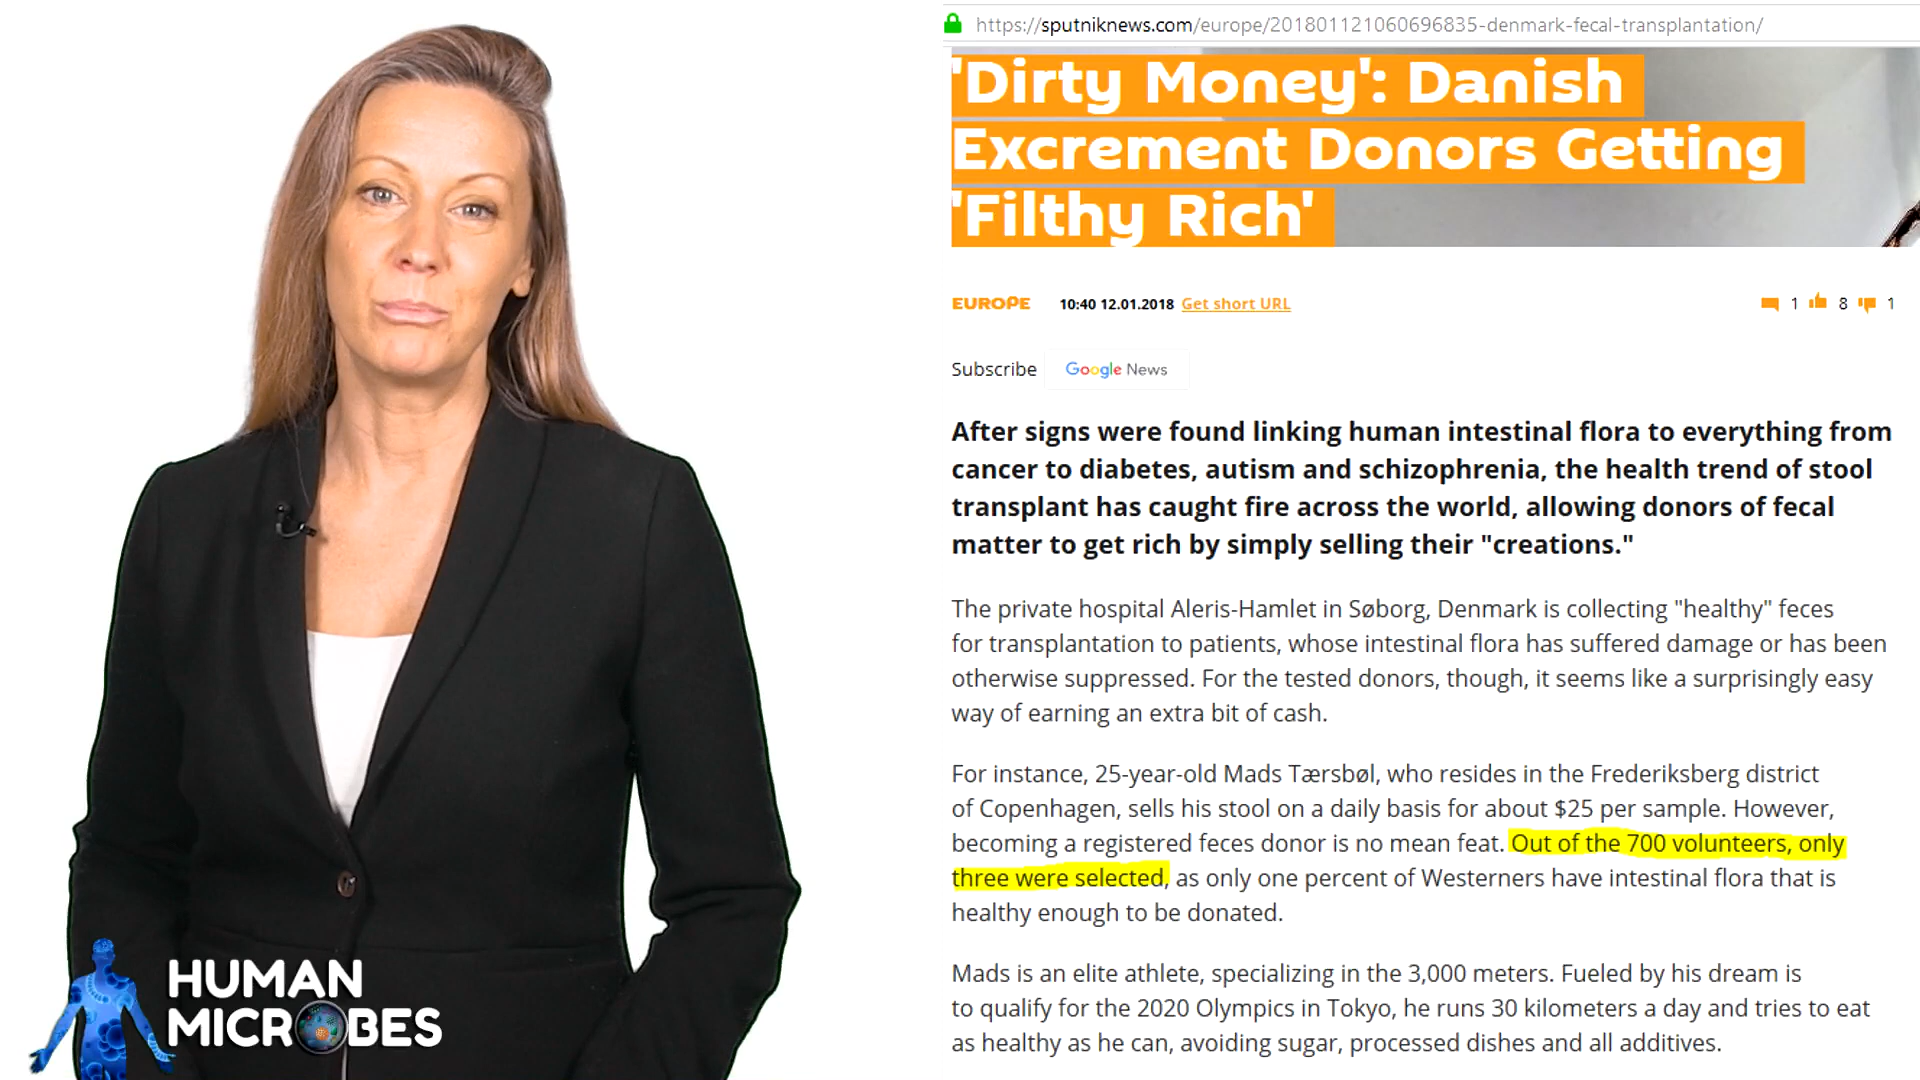 https://sputniknews.com/europe/201801121060696835-denmark-fecal-transplantation/
'Dirty Money': Danish
Excrement Donors Getting
'Filthy Rich'
EUROPE 10:40 12.01.2018 Get short URL 1 8 1
Subscribe Google News
After signs were found linking human intestinal flora to everything from
cancer to diabetes, autism and schizophrenia, the health trend of stool
transplant has caught fire across the world, allowing donors of fecal
matter to get rich by simply selling their "creations."
The private hospital Aleris-Hamlet in Søborg, Denmark is collecting "healthy" feces
for transplantation to patients, whose intestinal flora has suffered damage or has been
otherwise suppressed. For the tested donors, though, it seems like a surprisingly easy
way of earning an extra bit of cash.
For instance, 25-year-old Mads Tærsbøl, who resides in the Frederiksberg district
of Copenhagen, sells his stool on a daily basis for about $25 per sample. However,
becoming a registered feces donor is no mean feat. Out of the 700 volunteers, only
three were selected, as only one percent of Westerners have intestinal flora that is
healthy enough to be donated.
Mads is an elite athlete, specializing in the 3,000 meters. Fueled by his dream is
to qualify for the 2020 Olympics in Tokyo, he runs 30 kilometers a day and tries to eat
as healthy as he can, avoiding sugar, processed dishes and all additives.
HUMAN
MICROBES